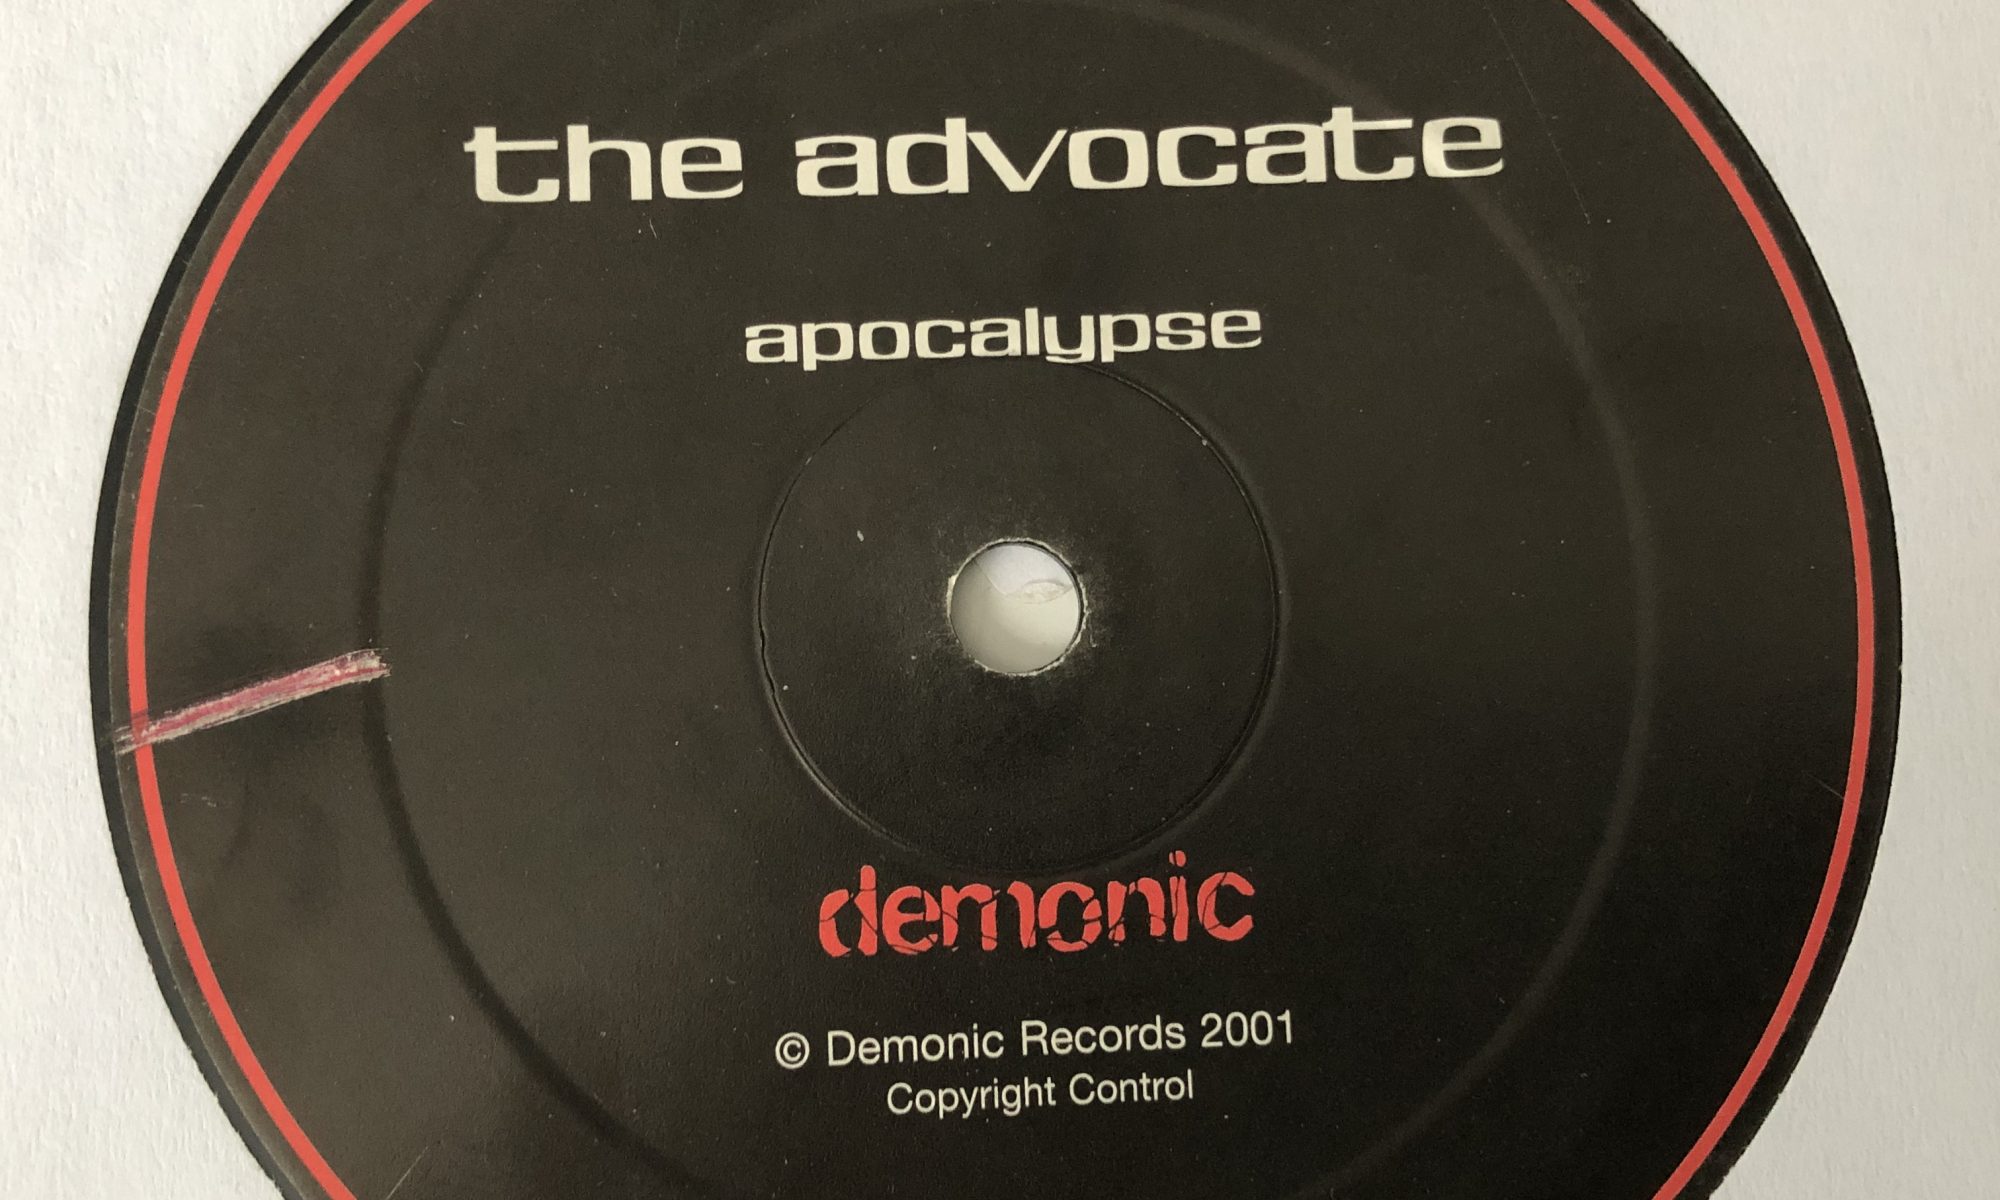 the advocate
apocalypse
demonic
© Demonic Records 2001
Copyright Control